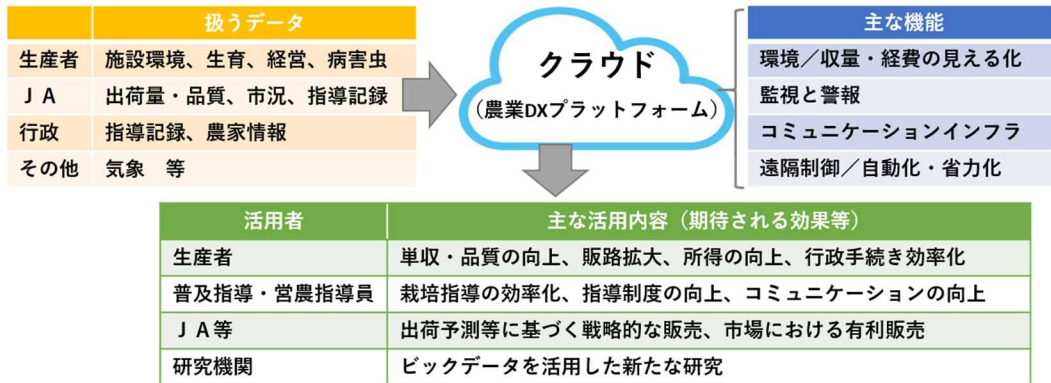 扱うデータ
生産者 施設環境、生育、経営、病害虫
ＪＡ 出荷量・品質、市況、指導記録
行政 指導記録、農家情報
その他 気象　等
クラウド
（農業DXプラットフォーム）
主な機能
環境／収量・経費の見える化
監視と警報
コミュニケーションインフラ
遠隔制御／自動化・省力化
活用者 主な活用内容（期待される効果等）
生産者 単収・品質の向上、販路拡大、所得の向上、行政手続き効率化
普及指導・営農指導員 栽培指導の効率化、指導制度の向上、コミュニケーションの向上
ＪＡ等 出荷予測等に基づく戦略的な販売、市場における有利販売
研究機関 ビックデータを活用した新たな研究